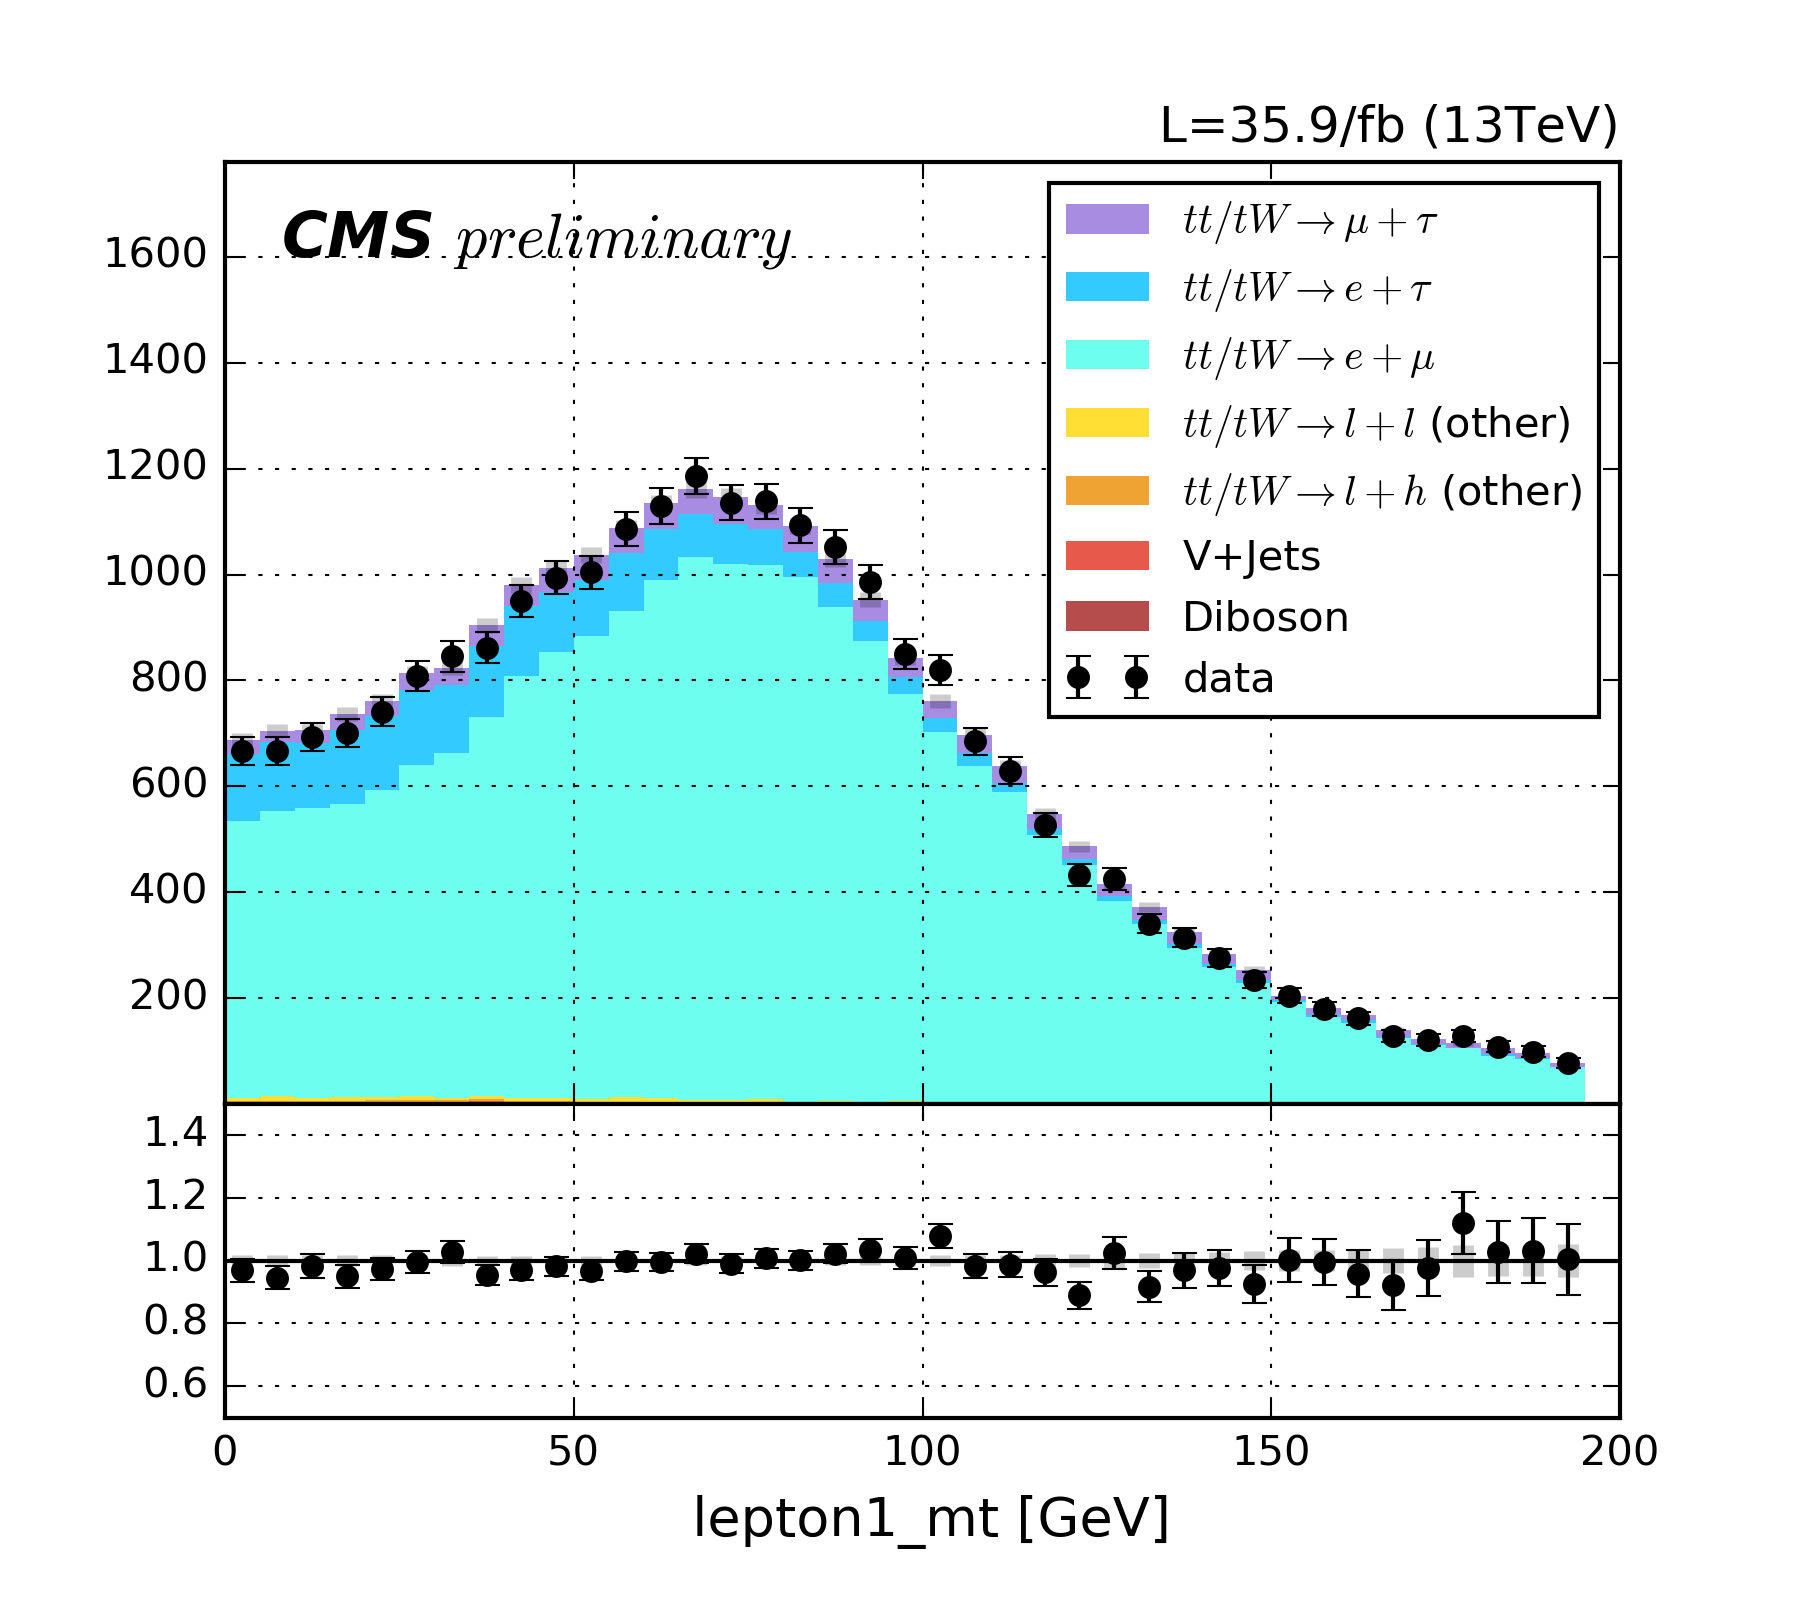 L=35.9/fb (13TeV)
CMS preliminary
1600
1400
1200
1000
800
600
400
200
tt/tW → μ + τ
tt/tW → e + τ
tt/tW → e + μ
tt/tW → l + l (other)
tt/tW → l + h (other)
V+Jets
Diboson
data
1.4
1.2
1.0
0.8
0.6
0 50 100 150 200
lepton1_mt [GeV]